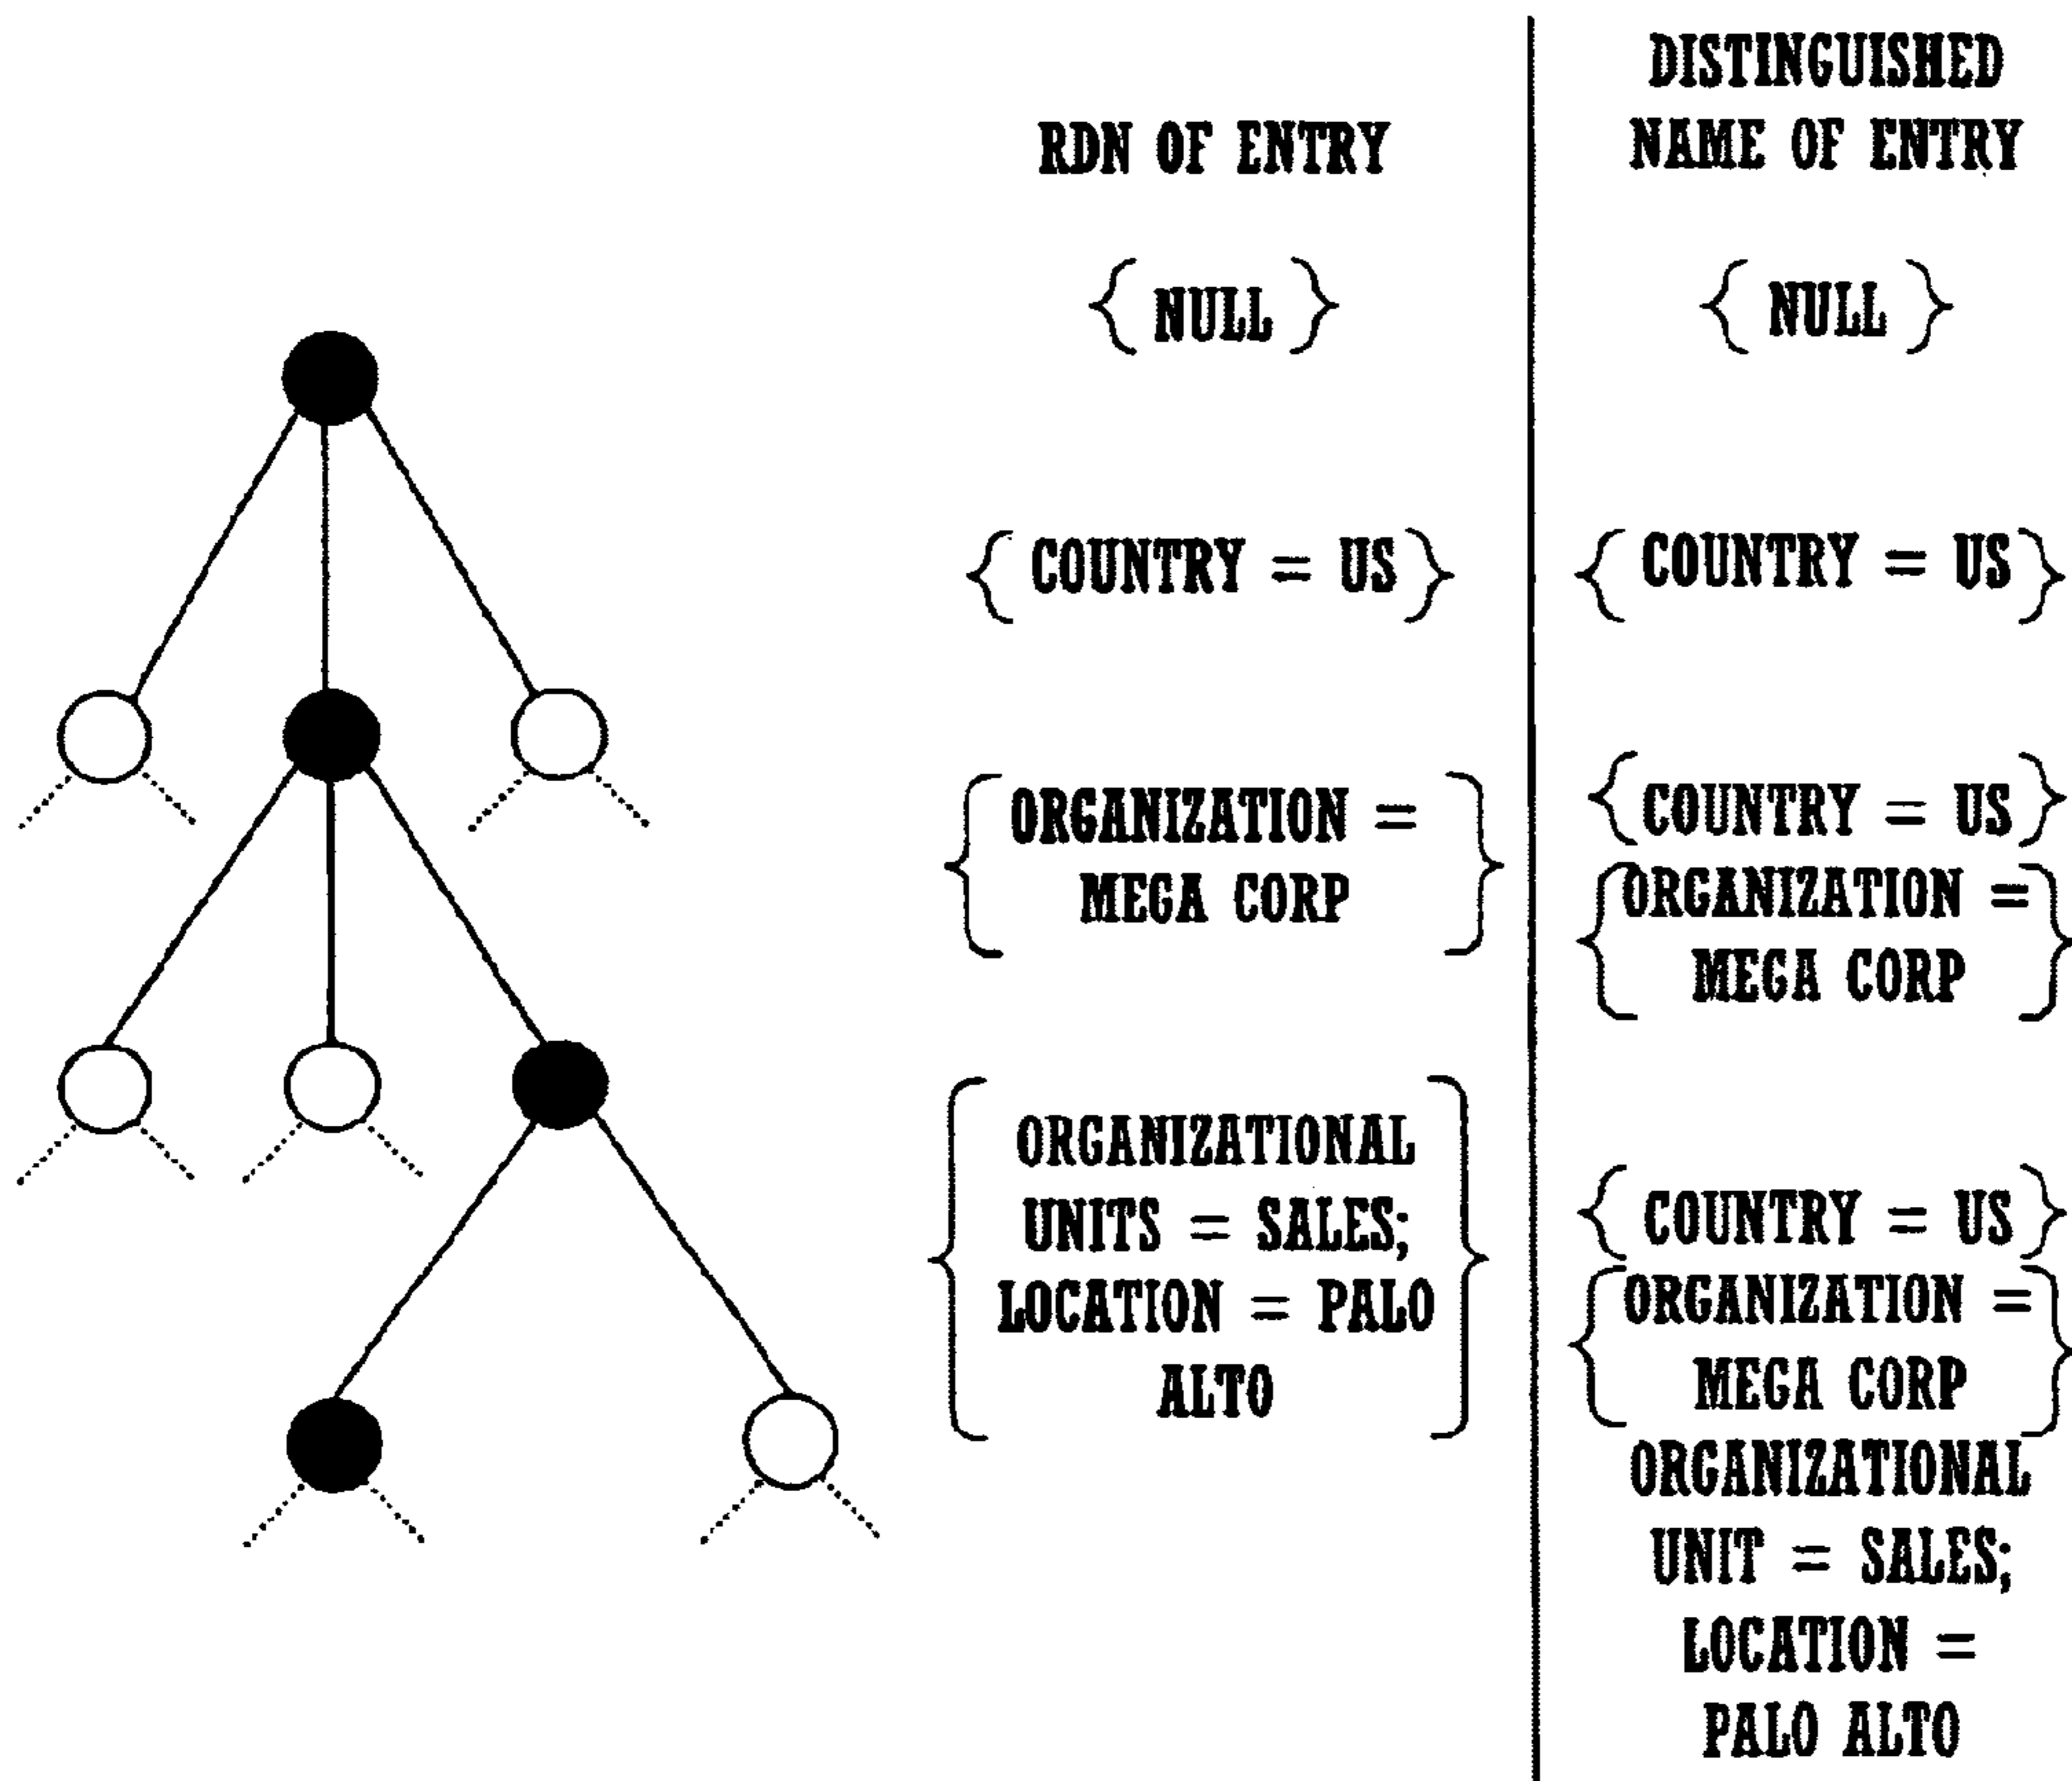 RDN OF ENTRY
{ NULL }
{ COUNTRY = US }
{ ORGANIZATION =
MEGA CORP }
{ ORGANIZATIONAL
UNITS = SALES;
LOCATION = PALO
ALTO }
DISTINGUISHED
NAME OF ENTRY
{ NULL }
{ COUNTRY = US }
{ COUNTRY = US }
{ ORGANIZATION =
MEGA CORP }
{ COUNTRY = US }
{ ORGANIZATION =
MEGA CORP }
ORGANIZATIONAL
UNIT = SALES;
LOCATION =
PALO ALTO